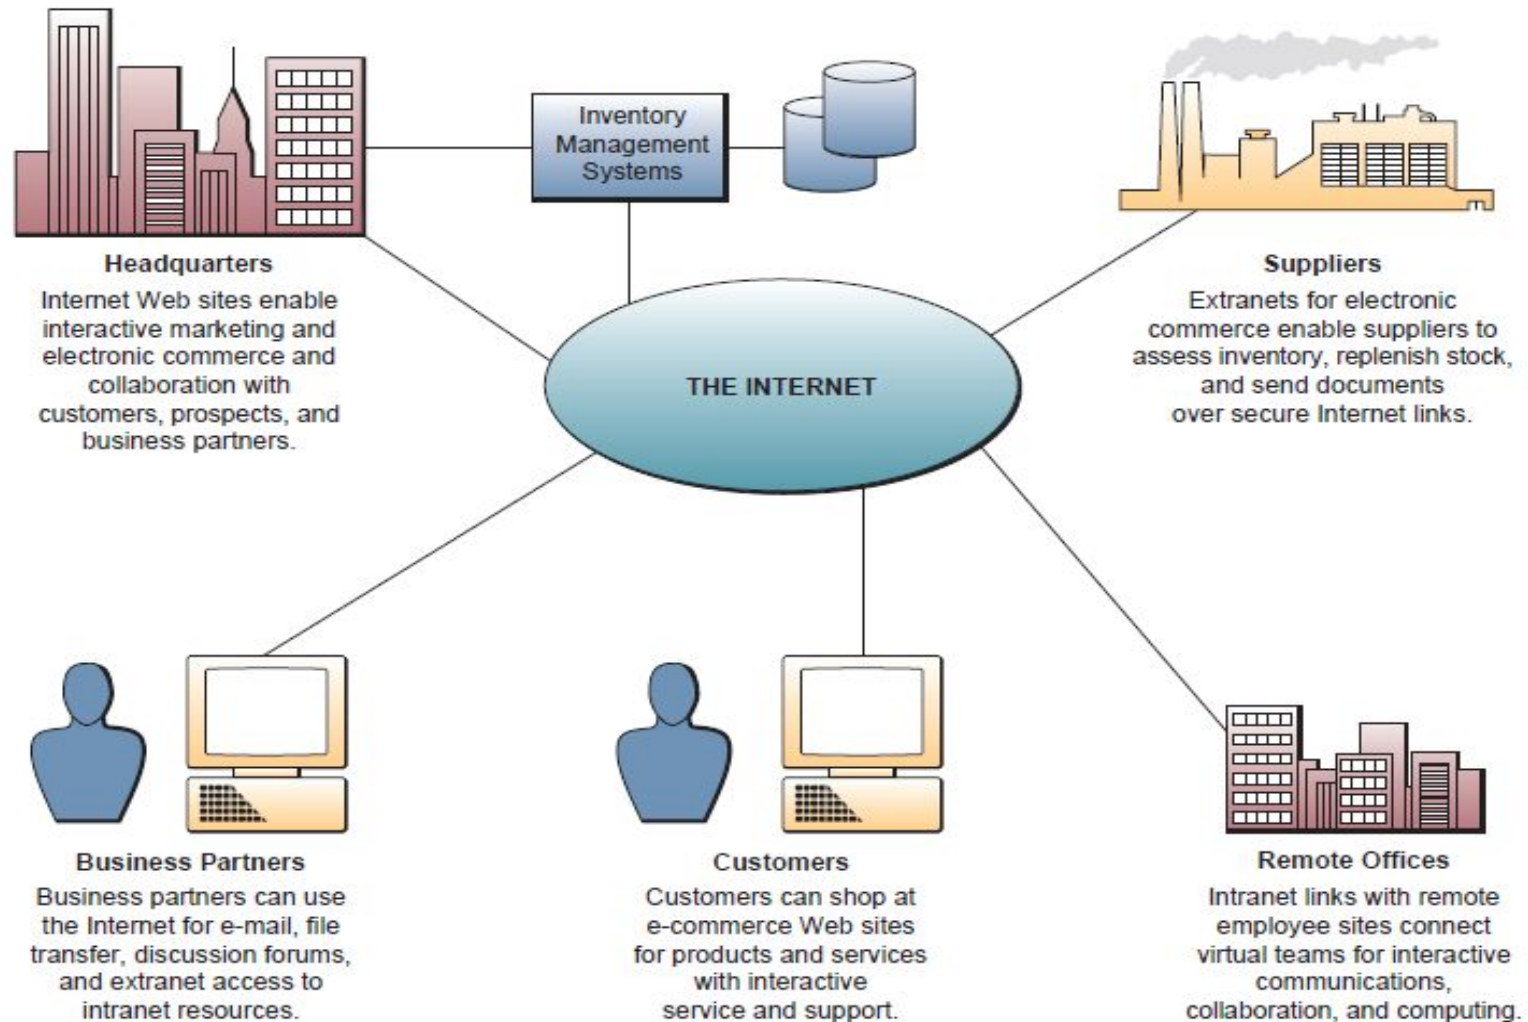 Inventory
Management
Systems
Headquarters
Internet Web sites enable
interactive marketing and
electronic commerce and
collaboration with
customers, prospects, and
business partners.
Suppliers
Extranets for electronic
commerce enable suppliers to
assess inventory, replenish stock,
and send documents
over secure Internet links.
THE INTERNET
Business Partners
Business partners can use
the Internet for e-mail, file
transfer, discussion forums,
and extranet access to
intranet resources.
Customers
Customers can shop at
e-commerce Web sites
for products and services
with interactive
service and support.
Remote Offices
Intranet links with remote
employee sites connect
virtual teams for interactive
communications,
collaboration, and computing.